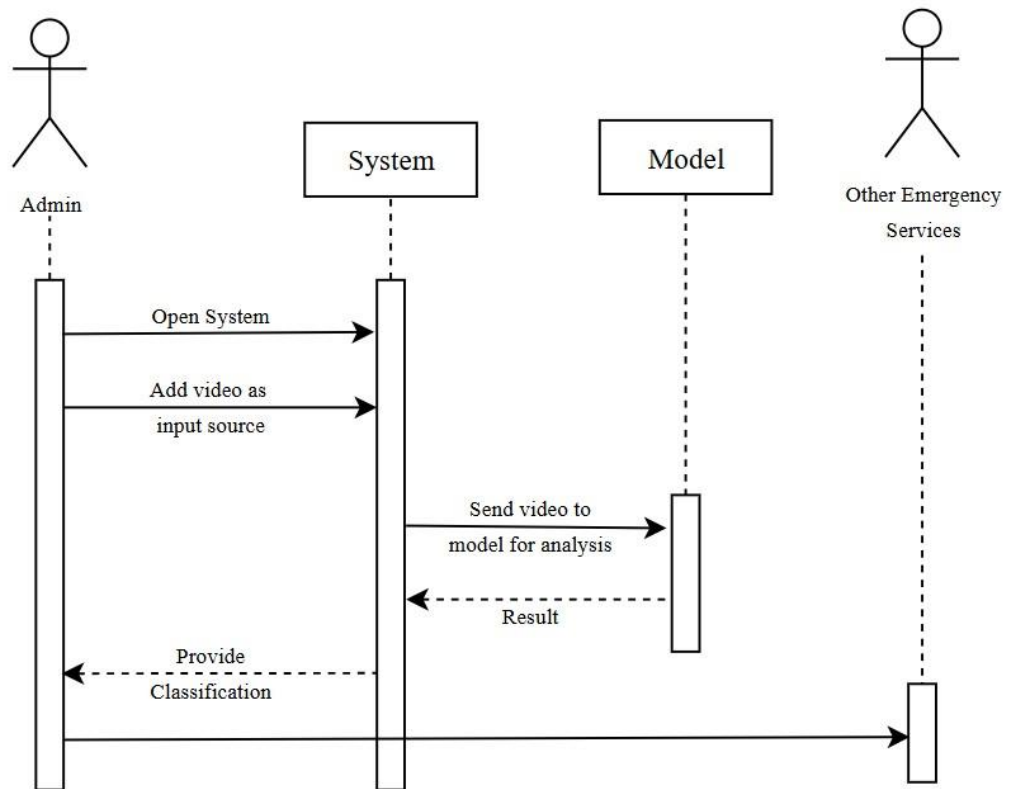 System
Model
Admin
Other Emergency
Services
Open System
Add video as
input source
Send video to
model for analysis
Result
Provide
Classification